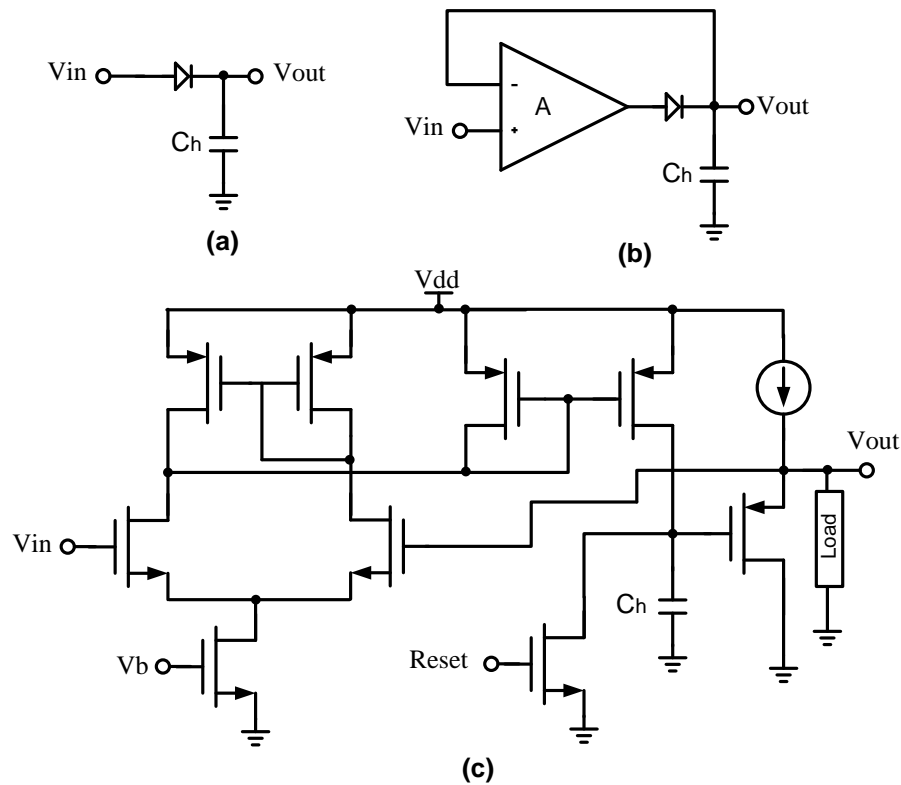 Vin
Vout
Ch
(a)
A
-
+
Vin
Vout
Ch
(b)
Vdd
Vout
Vin
Load
Ch
Vb
Reset
(c)